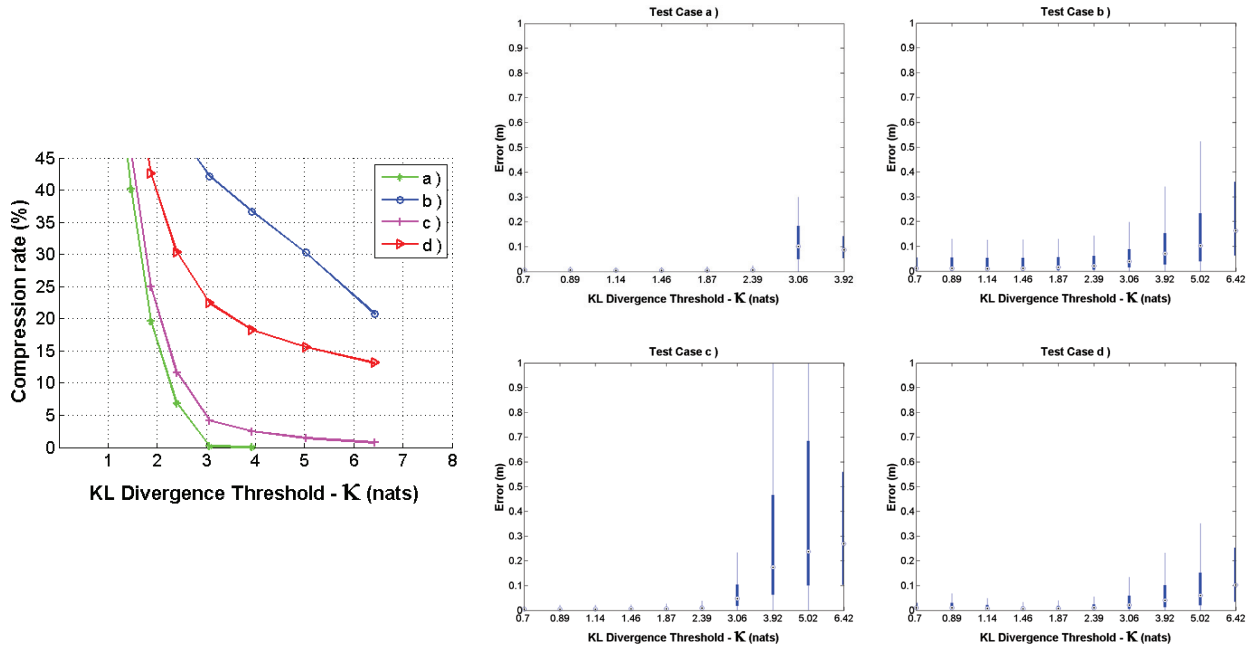 45
40
35
30
25
20
15
10
5
0
1 2 3 4 5 6 7 8
Compression rate (%)
KL Divergence Threshold - K (nats)
a )
b )
c )
d )
Test Case a )
1
0.9
0.8
0.7
0.6
0.5
0.4
0.3
0.2
0.1
0
Error (m)
0.7 0.89 1.14 1.46 1.87 2.39 3.06 3.92
KL Divergence Threshold - K (nats)
Test Case b )
1
0.9
0.8
0.7
0.6
0.5
0.4
0.3
0.2
0.1
0
Error (m)
0.7 0.89 1.14 1.46 1.87 2.39 3.06 3.92 5.02 6.42
KL Divergence Threshold - K (nats)
Test Case c )
1
0.9
0.8
0.7
0.6
0.5
0.4
0.3
0.2
0.1
0
Error (m)
0.7 0.89 1.14 1.46 1.87 2.39 3.06 3.92 5.02 6.42
KL Divergence Threshold - K (nats)
Test Case d )
1
0.9
0.8
0.7
0.6
0.5
0.4
0.3
0.2
0.1
0
Error (m)
0.7 0.89 1.14 1.46 1.87 2.39 3.06 3.92 5.02 6.42
KL Divergence Threshold - K (nats)